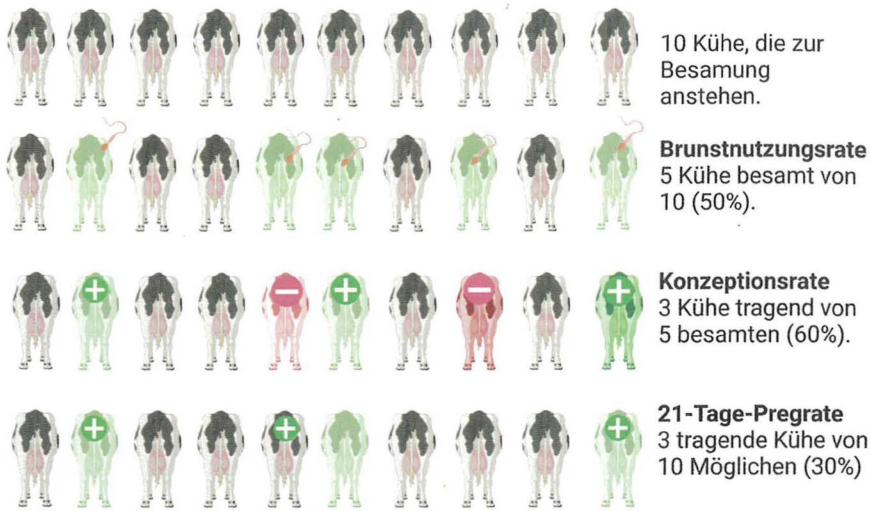 10 Kühe, die zur
Besamung
anstehen.
Brunstnutzungsrate
5 Kühe besamt von
10 (50%).
Konzeptionsrate
3 Kühe tragend von
5 besamten (60%).
21-Tage-Pregrate
3 tragende Kühe von
10 Möglichen (30%)